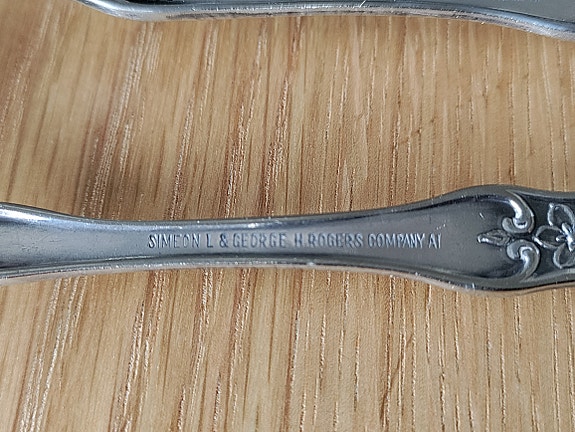 SIMEON L & GEORGE H ROGERS COMPANY A1